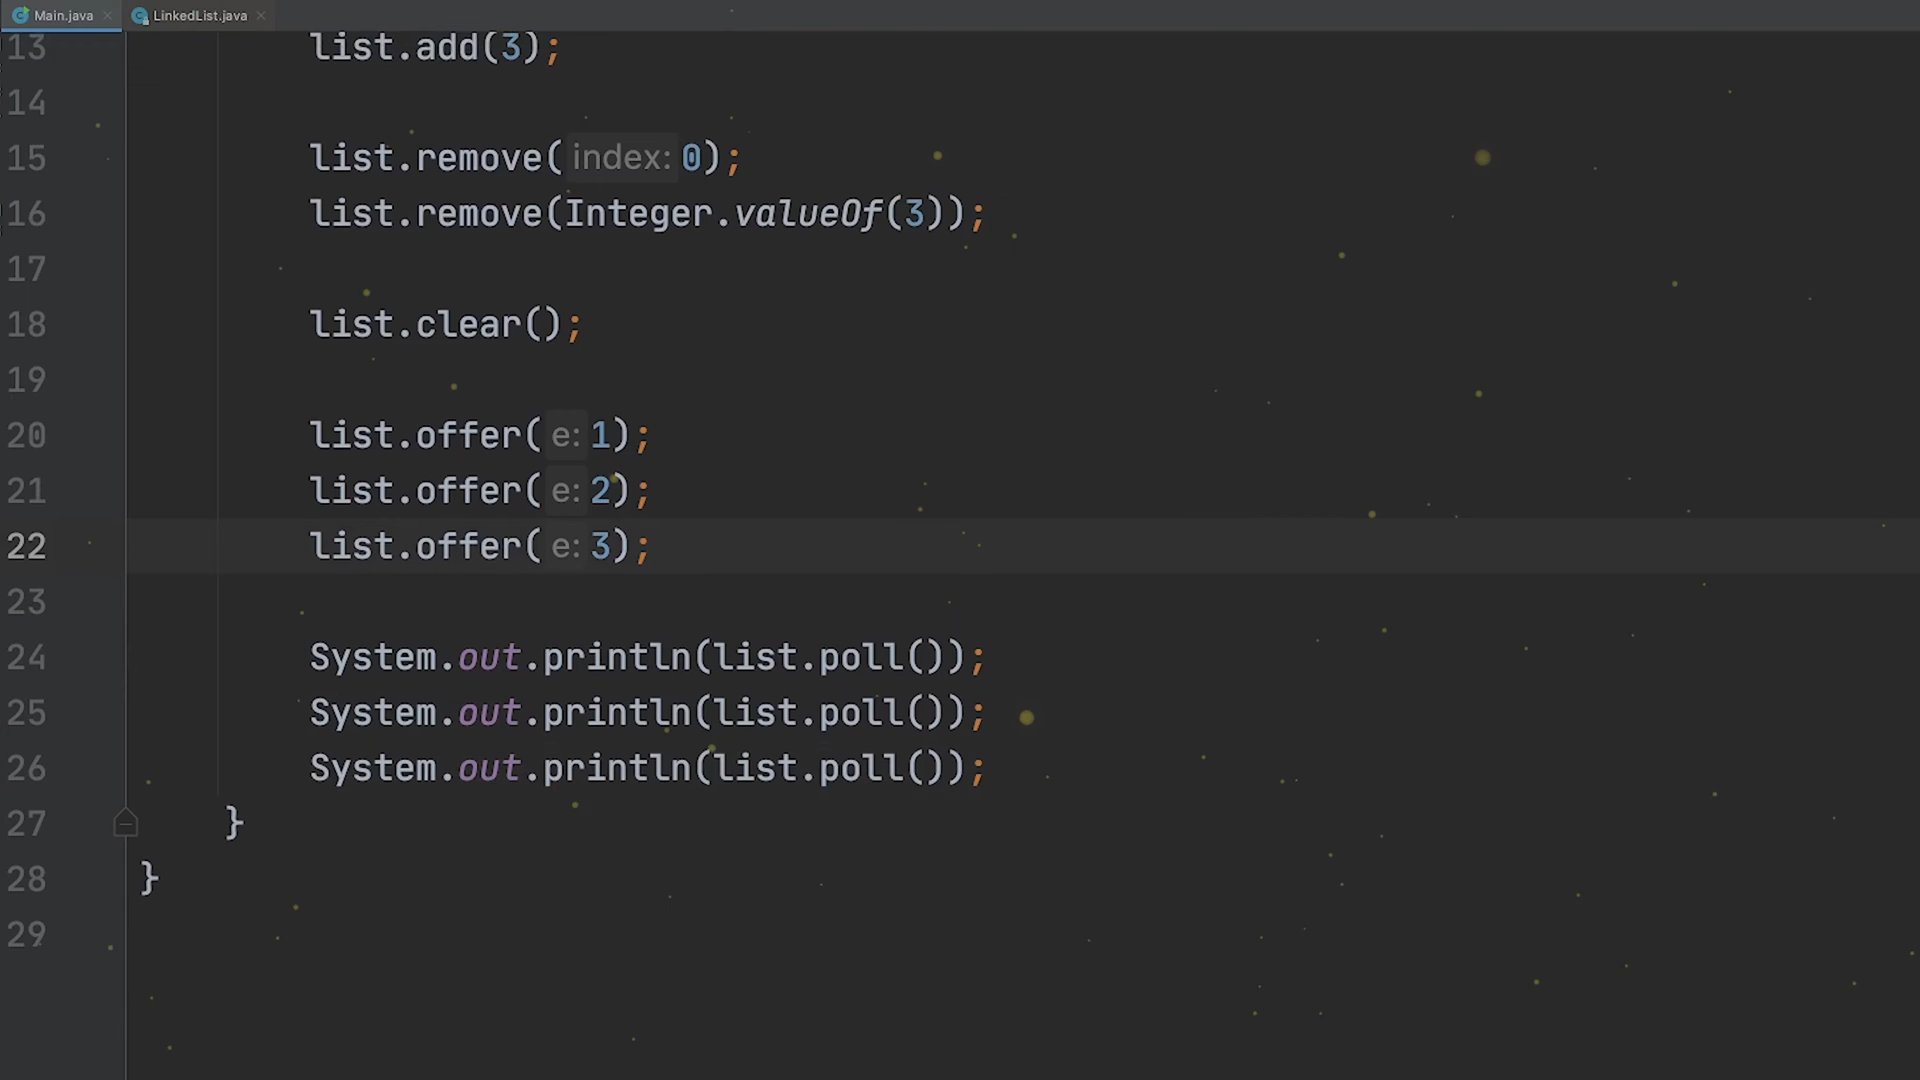 Main.java LinkedList.java
13 list.add(3);
14
15 list.remove(index: 0);
16 list.remove(Integer.valueOf(3));
17
18 list.clear();
19
20 list.offer(e: 1);
21 list.offer(e: 2);
22 list.offer(e: 3);
23
24 System.out.println(list.poll());
25 System.out.println(list.poll());
26 System.out.println(list.poll());
27 }
28 }
29